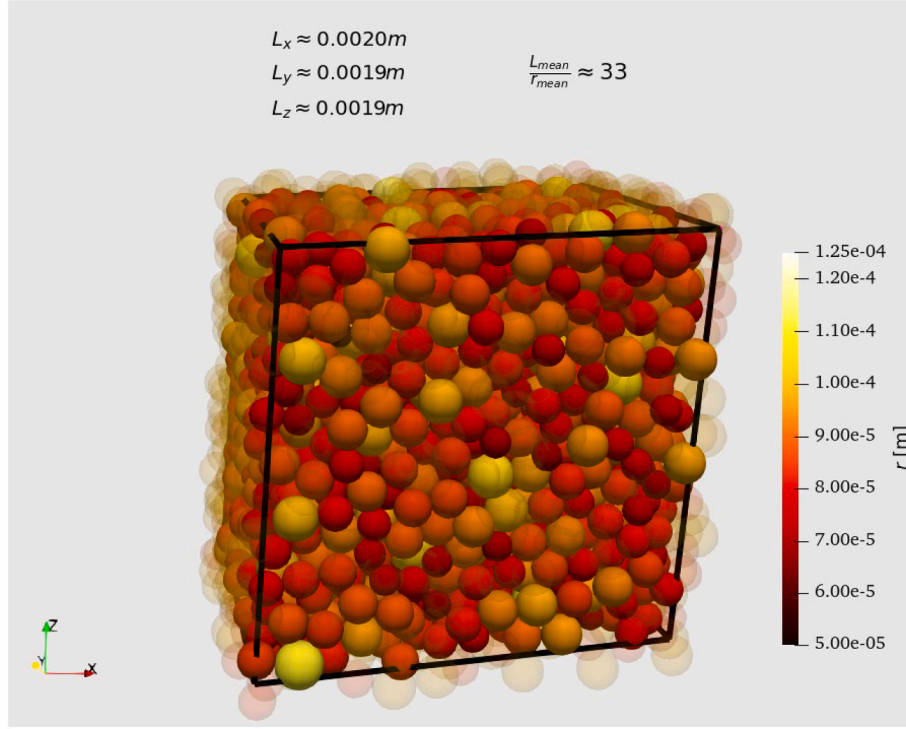 L_x ≈ 0.0020m
L_y ≈ 0.0019m
L_z ≈ 0.0019m
L_mean/r_mean ≈ 33
1.25e-04
1.20e-4
1.10e-4
1.00e-4
9.00e-5
8.00e-5
7.00e-5
6.00e-5
5.00e-05
r [m]
Z
Y
X